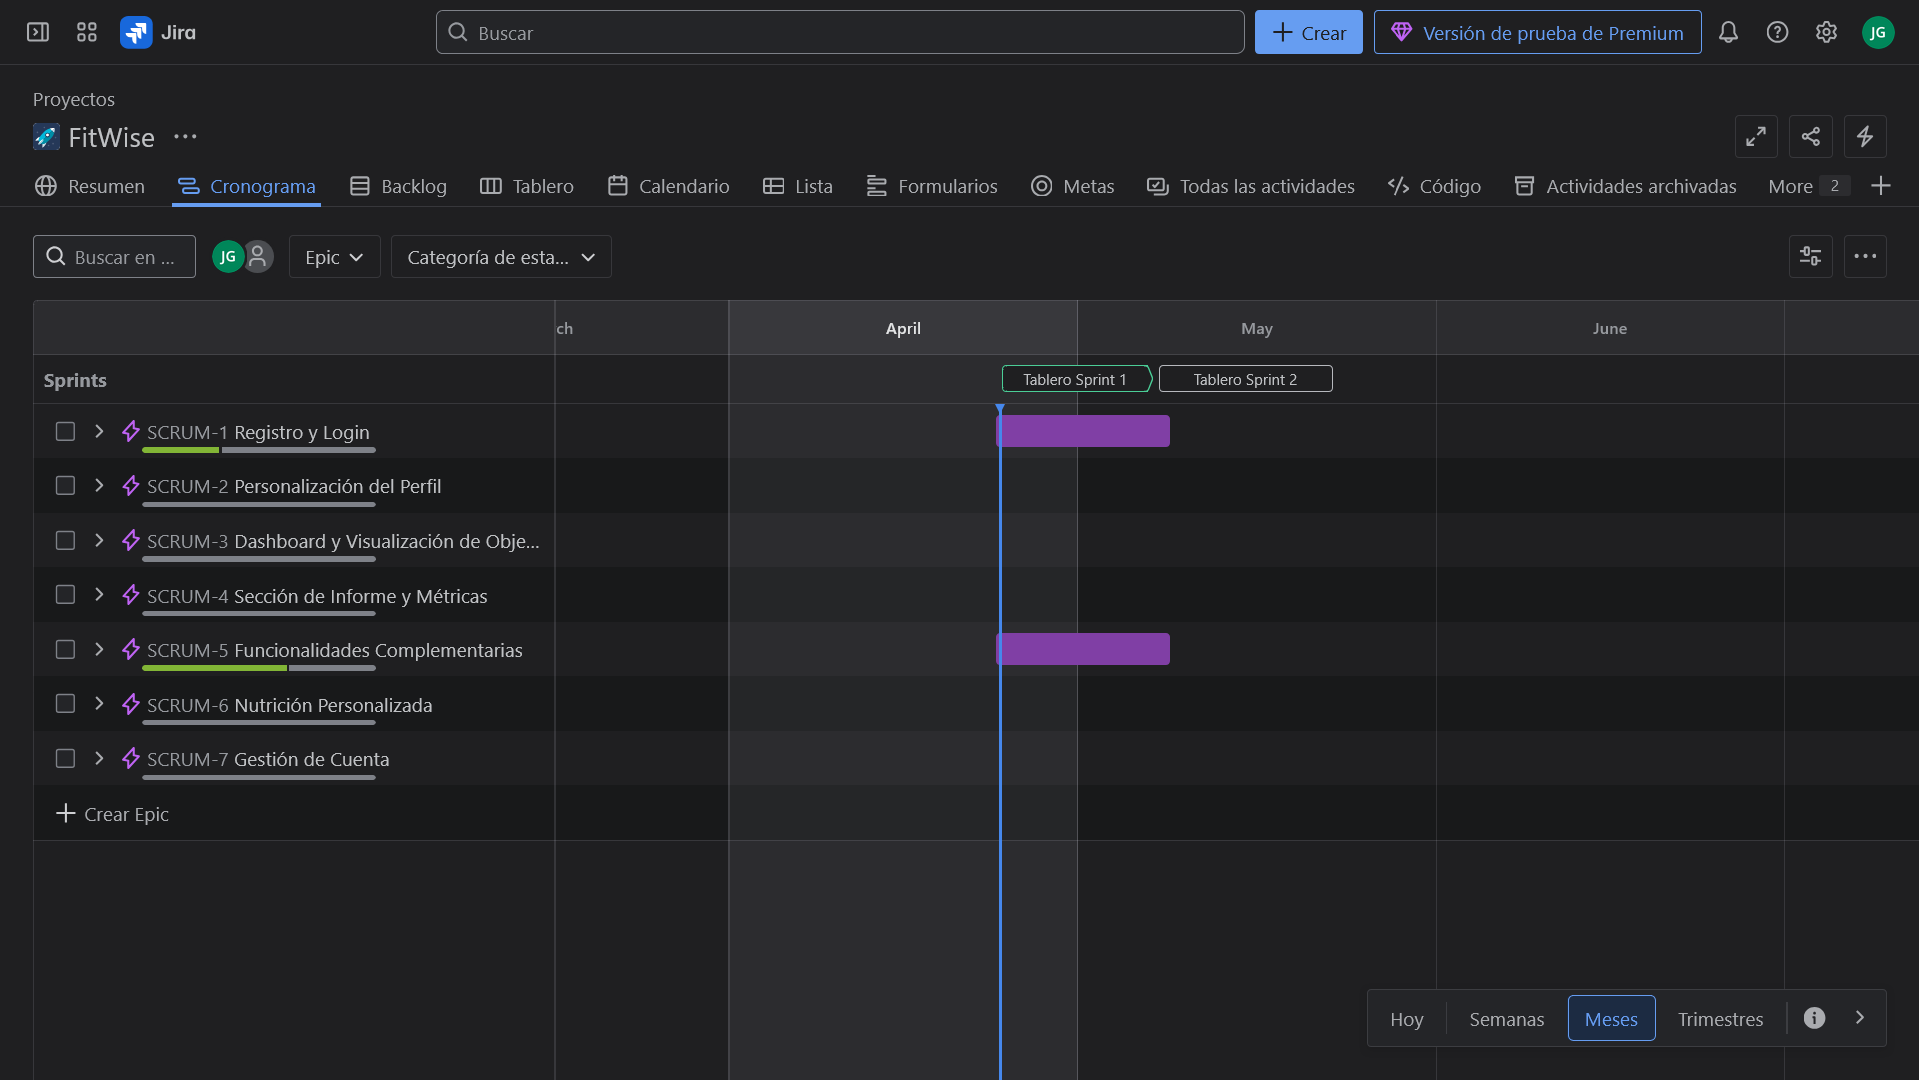 Jira
Buscar
Crear
Versión de prueba de Premium
JG
Proyectos
FitWise
Resumen
Cronograma
Backlog
Tablero
Calendario
Lista
Formularios
Metas
Todas las actividades
Código
Actividades archivadas
More 2
Buscar en ...
JG
Epic
Categoría de esta...
ch
April
May
June
Sprints
Tablero Sprint 1
Tablero Sprint 2
SCRUM-1 Registro y Login
SCRUM-2 Personalización del Perfil
SCRUM-3 Dashboard y Visualización de Obje...
SCRUM-4 Sección de Informe y Métricas
SCRUM-5 Funcionalidades Complementarias
SCRUM-6 Nutrición Personalizada
SCRUM-7 Gestión de Cuenta
Crear Epic
Hoy
Semanas
Meses
Trimestres